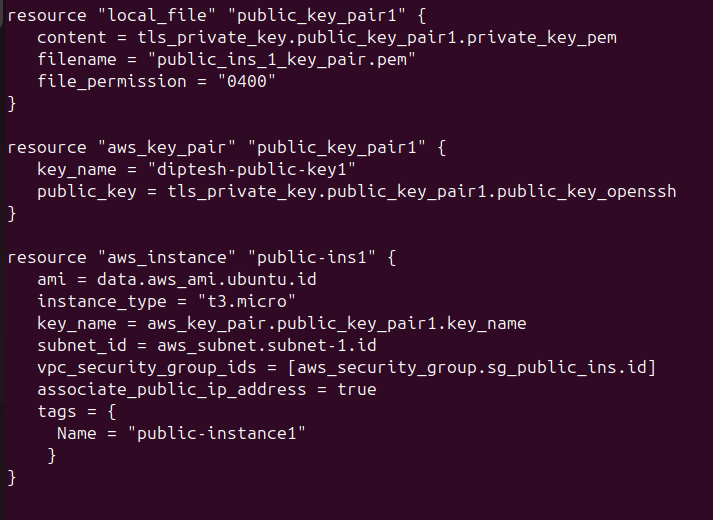 resource "local_file" "public_key_pair1" {
   content = tls_private_key.public_key_pair1.private_key_pem
   filename = "public_ins_1_key_pair.pem"
   file_permission = "0400"
}

resource "aws_key_pair" "public_key_pair1" {
   key_name = "diptesh-public-key1"
   public_key = tls_private_key.public_key_pair1.public_key_openssh
}

resource "aws_instance" "public-ins1" {
   ami = data.aws_ami.ubuntu.id
   instance_type = "t3.micro"
   key_name = aws_key_pair.public_key_pair1.key_name
   subnet_id = aws_subnet.subnet-1.id
   vpc_security_group_ids = [aws_security_group.sg_public_ins.id]
   associate_public_ip_address = true
   tags = {
     Name = "public-instance1"
    }
}